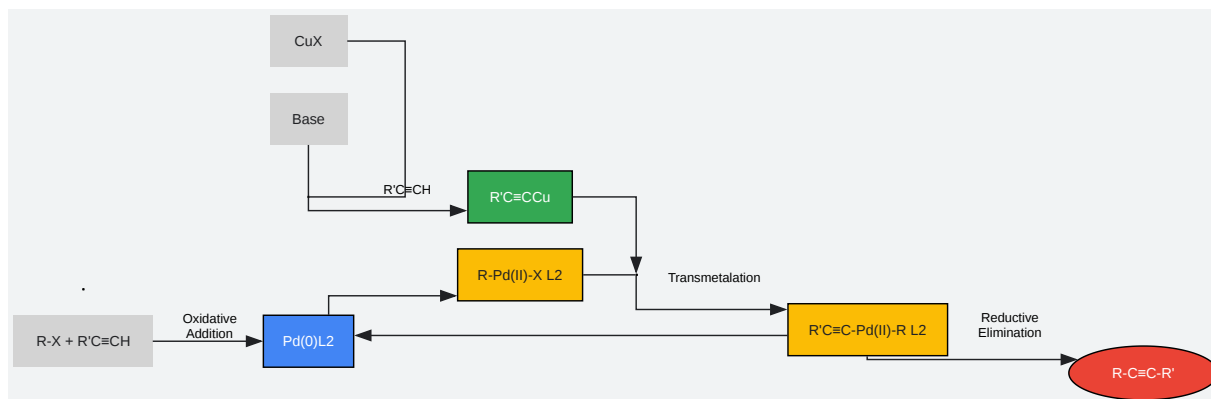 CuX
Base
R'C≡CH
R'C≡CCu
R-Pd(II)-X L2
Transmetalation
R-X + R'C≡CH
Oxidative
Addition
Pd(0)L2
R'C≡C-Pd(II)-R L2
Reductive
Elimination
R-C≡C-R'